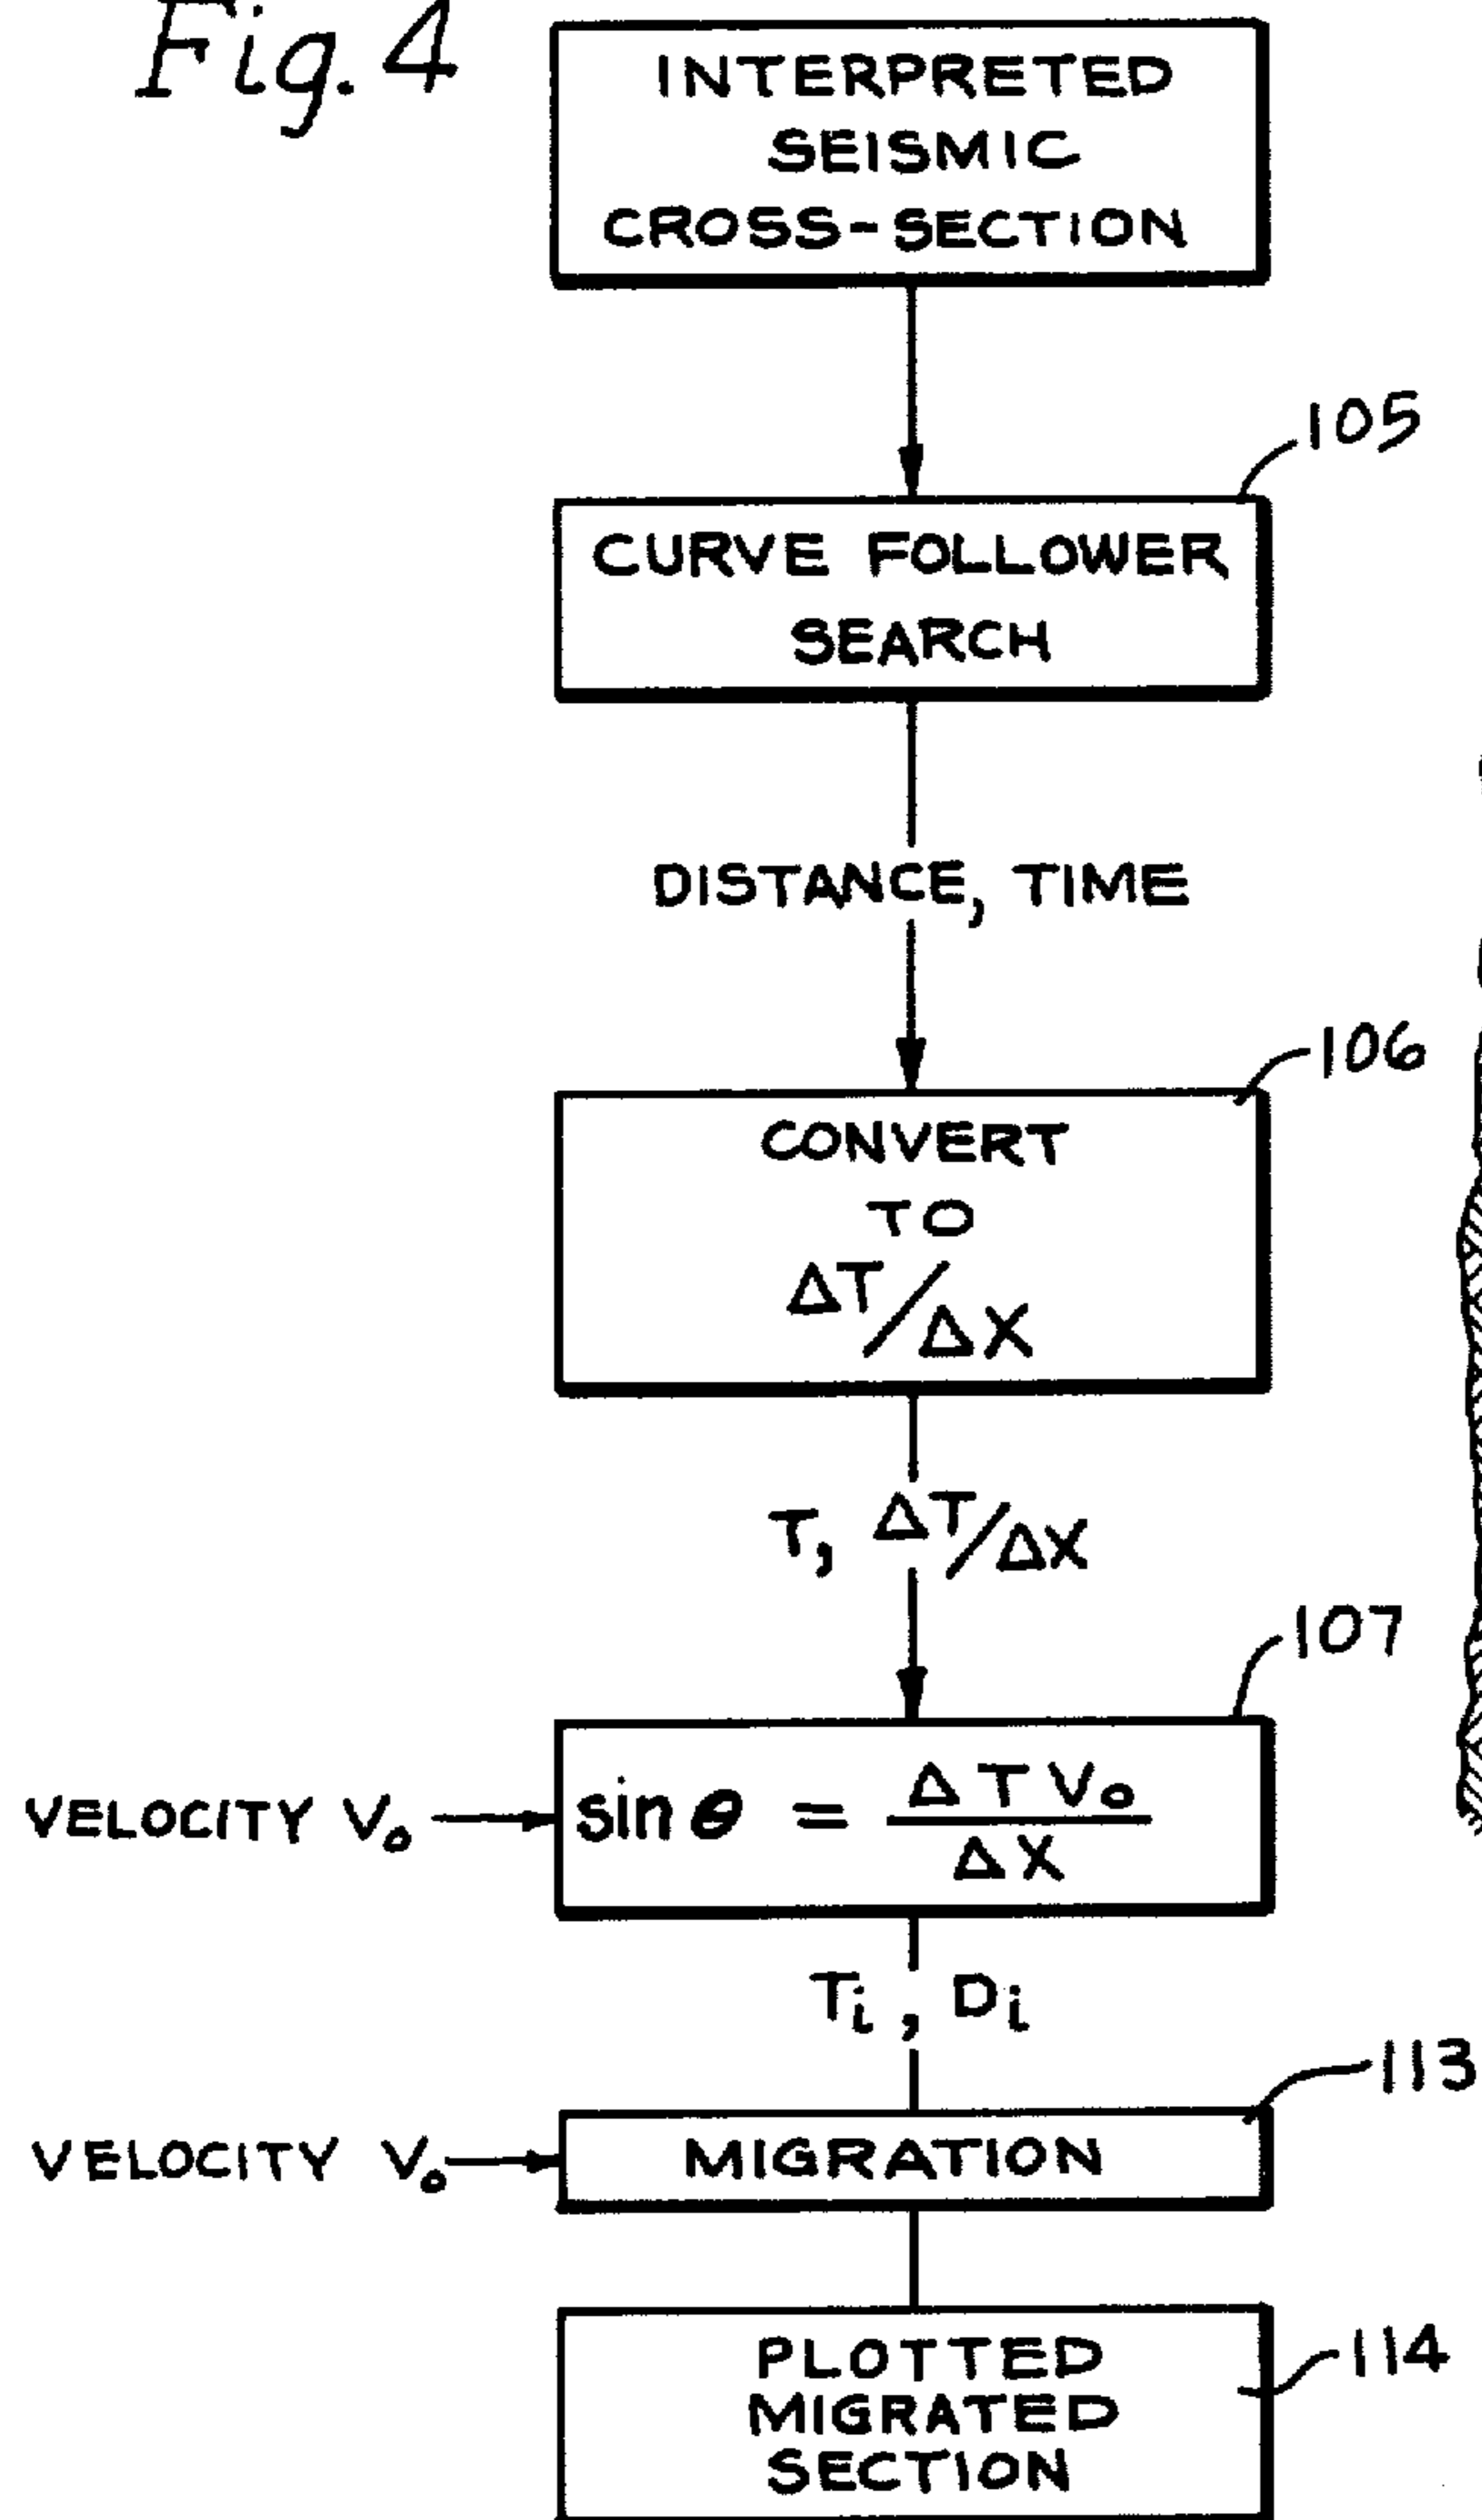 Fig. 4
INTERPRETED
SEISMIC
CROSS-SECTION
105
CURVE FOLLOWER
SEARCH
DISTANCE, TIME
106
CONVERT
TO
ΔT/ΔX
T, ΔT/ΔX
107
VELOCITY V₀
sin θ = ΔT V₀ / ΔX
Tᵢ, Dᵢ
113
VELOCITY V₀
MIGRATION
114
PLOTTED
MIGRATED
SECTION